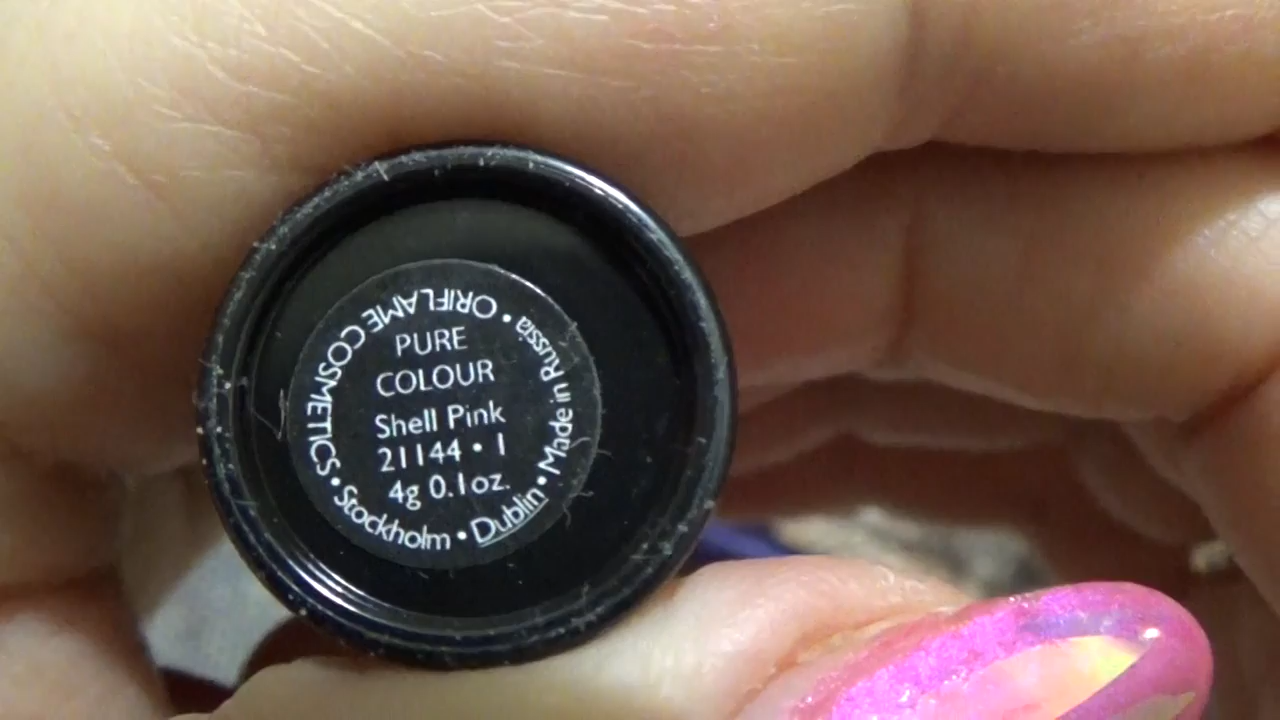 PURE
COLOUR
Shell Pink
21144 • 1
4g 0.1oz.
ORIFLAME COSMETICS • Stockholm • Dublin • Made in Russia •